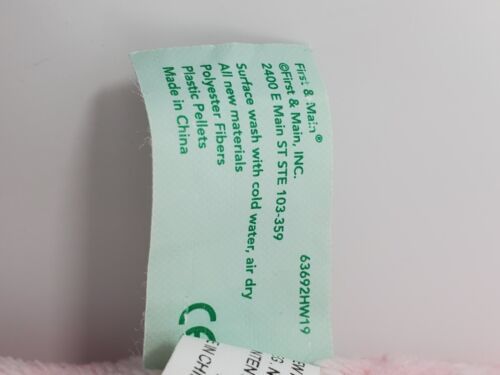 First & Main®
©First & Main, INC.
2400 E Main ST STE 103-359
63692HW19
Surface wash with cold water, air dry
All new materials
Polyester Fibers
Plastic Pellets
Made in China
CE